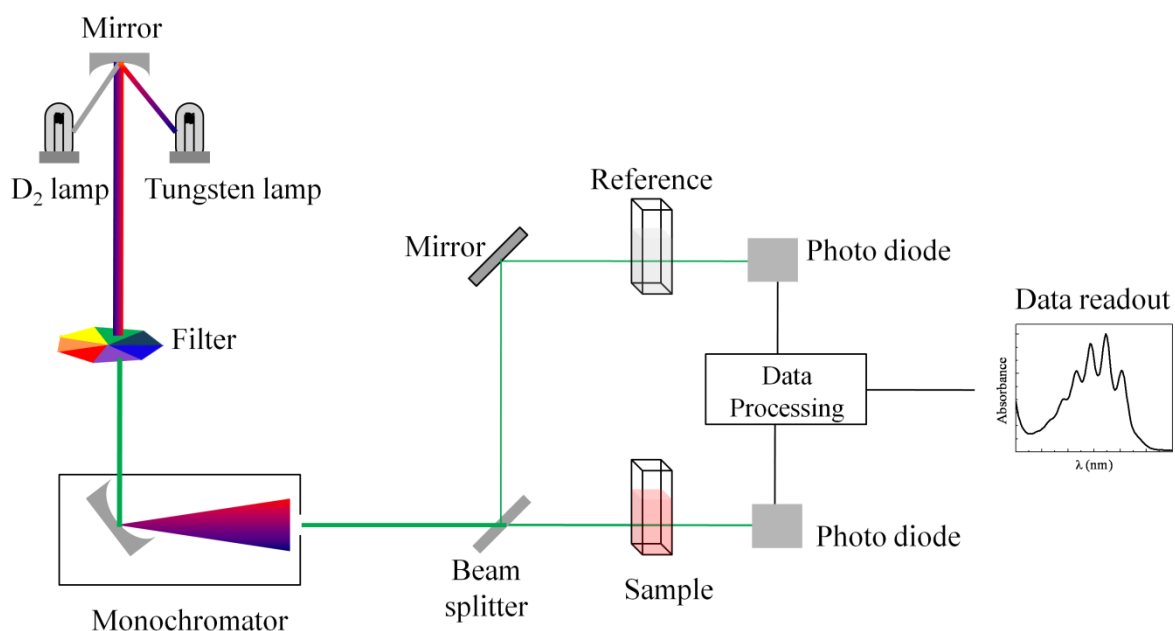 Mirror
D₂ lamp
Tungsten lamp
Filter
Monochromator
Beam
splitter
Mirror
Reference
Photo diode
Data
Processing
Sample
Photo diode
Data readout
Absorbance
λ (nm)